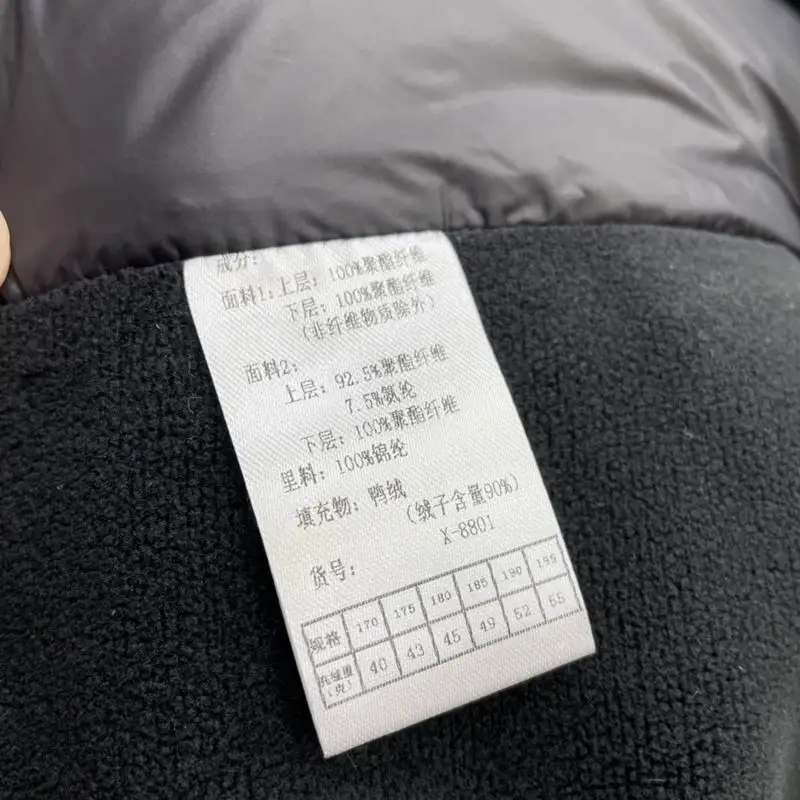 成分:
面料1:上层: 100%聚酯纤维
下层: 100%聚酯纤维
(非纤维物质除外)
面料2:
上层: 92.5%聚酯纤维
7.5%氨纶
下层: 100%聚酯纤维
里料: 100%锦纶
填充物: 鸭绒
(绒子含量90%)
货号: X-8801
规格 170 175 180 185 190 195
充绒量(克) 40 43 45 49 52 55